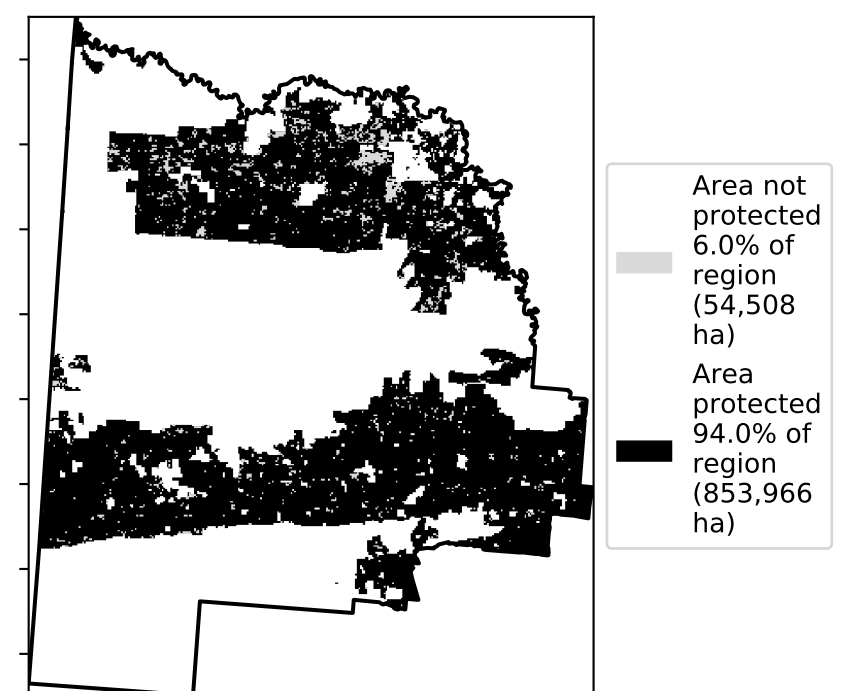 Area not
protected
6.0% of
region
(54,508
ha)
Area
protected
94.0% of
region
(853,966
ha)